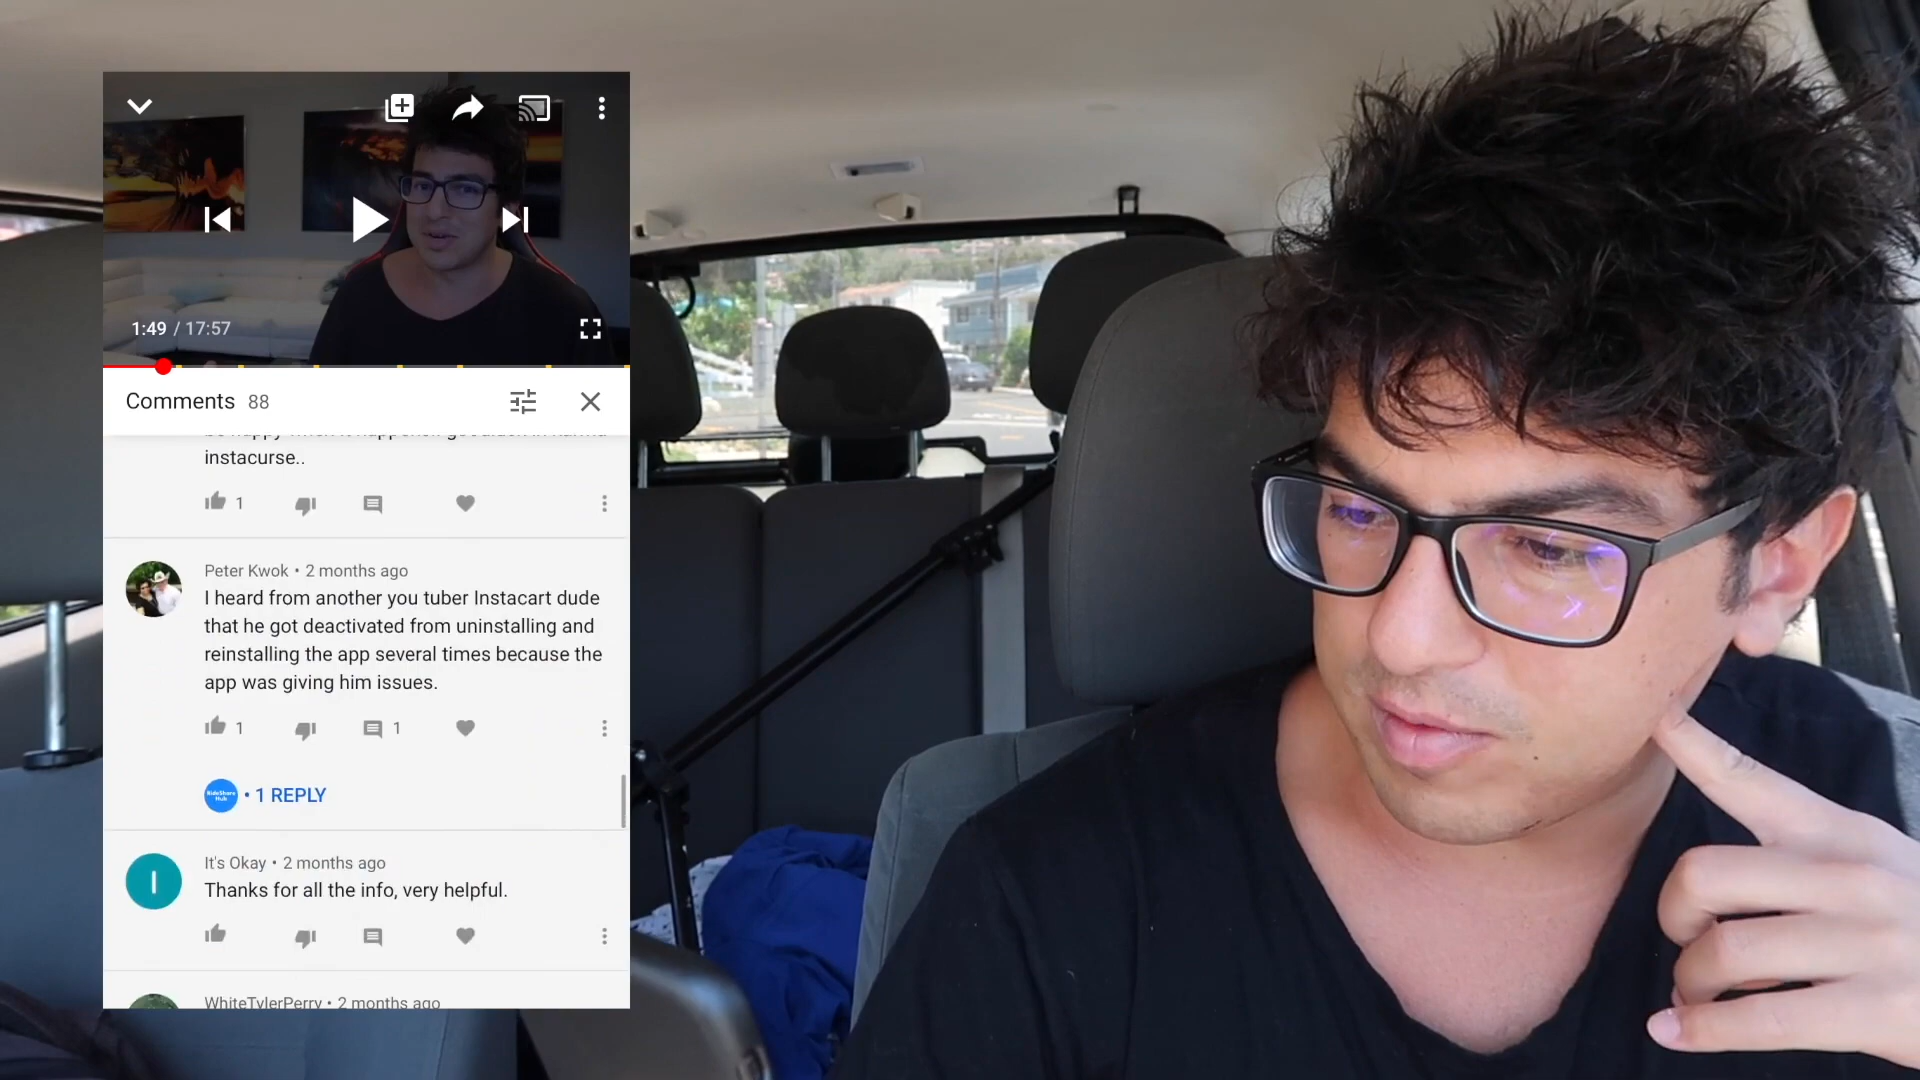 1:49 / 17:57
Comments 88
instacurse..
1
Peter Kwok • 2 months ago
I heard from another you tuber Instacart dude
that he got deactivated from uninstalling and
reinstalling the app several times because the
app was giving him issues.
1 1
RideShare
Hub
• 1 REPLY
I
It's Okay • 2 months ago
Thanks for all the info, very helpful.
WhiteTylerPerry • 2 months ago